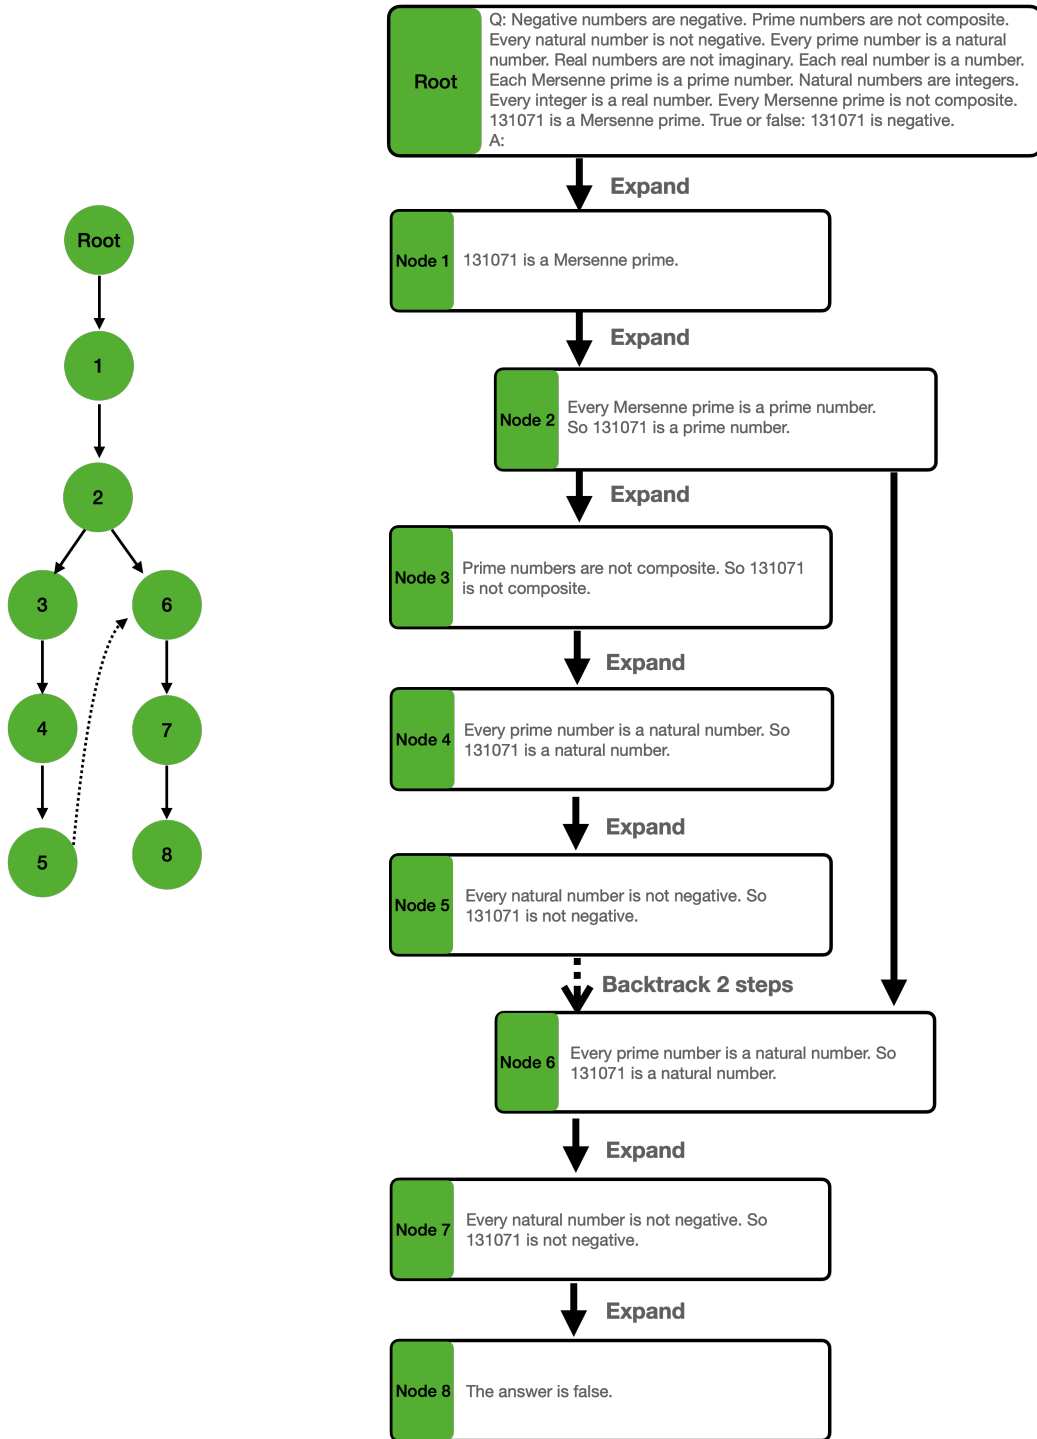 Root
Q: Negative numbers are negative. Prime numbers are not composite.
Every natural number is not negative. Every prime number is a natural
number. Real numbers are not imaginary. Each real number is a number.
Each Mersenne prime is a prime number. Natural numbers are integers.
Every integer is a real number. Every Mersenne prime is not composite.
131071 is a Mersenne prime. True or false: 131071 is negative.
A:
Expand
Node 1
131071 is a Mersenne prime.
Expand
Node 2
Every Mersenne prime is a prime number.
So 131071 is a prime number.
Expand
Node 3
Prime numbers are not composite. So 131071
is not composite.
Expand
Node 4
Every prime number is a natural number. So
131071 is a natural number.
Expand
Node 5
Every natural number is not negative. So
131071 is not negative.
Backtrack 2 steps
Node 6
Every prime number is a natural number. So
131071 is a natural number.
Expand
Node 7
Every natural number is not negative. So
131071 is not negative.
Expand
Node 8
The answer is false.
Root
1
2
3
6
4
7
5
8